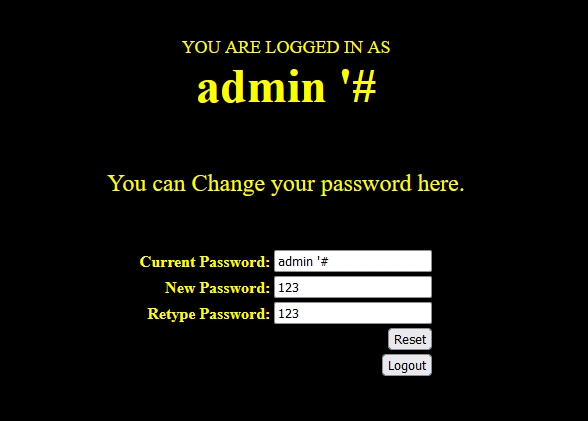 YOU ARE LOGGED IN AS
admin '#
You can Change your password here.
Current Password: admin '#
New Password: 123
Retype Password: 123
Reset
Logout